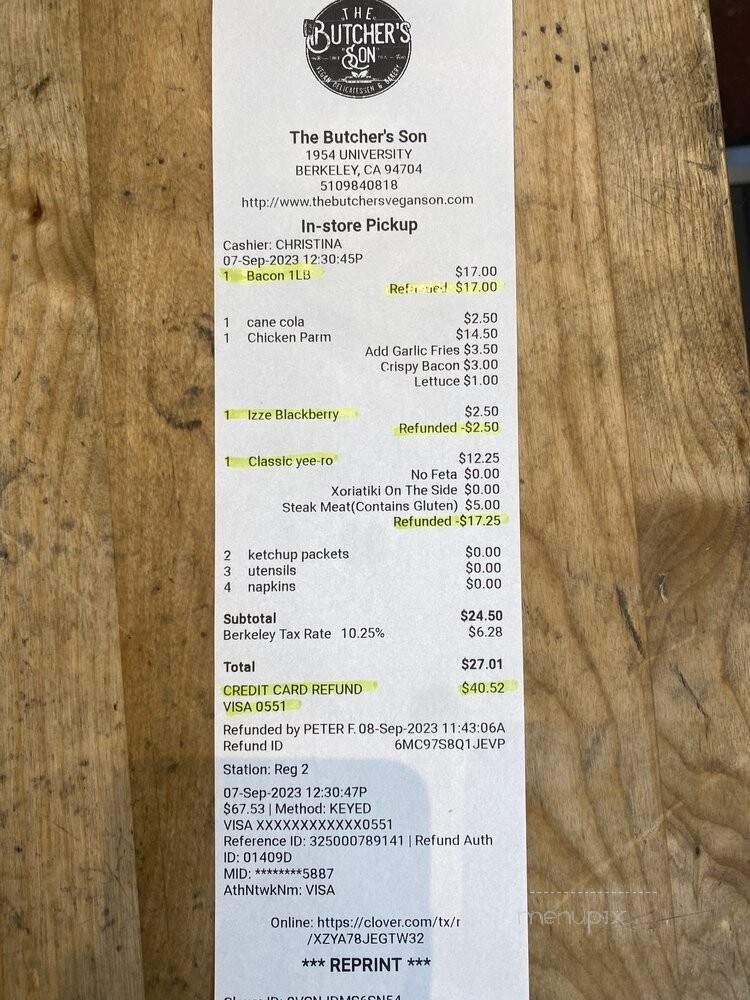 THE
BUTCHER'S
SON
VEGAN DELICATESSEN & BAKERY
The Butcher's Son
1954 UNIVERSITY
BERKELEY, CA 94704
5109840818
http://www.thebutchersveganson.com
In-store Pickup
Cashier: CHRISTINA
07-Sep-2023 12:30:45P
1 Bacon 1LB $17.00
Refunded $17.00
1 cane cola $2.50
1 Chicken Parm $14.50
Add Garlic Fries $3.50
Crispy Bacon $3.00
Lettuce $1.00
1 Izze Blackberry $2.50
Refunded -$2.50
1 Classic yee-ro $12.25
No Feta $0.00
Xoriatiki On The Side $0.00
Steak Meat(Contains Gluten) $5.00
Refunded -$17.25
2 ketchup packets $0.00
3 utensils $0.00
4 napkins $0.00
Subtotal $24.50
Berkeley Tax Rate 10.25% $6.28
Total $27.01
CREDIT CARD REFUND $40.52
VISA 0551
Refunded by PETER F. 08-Sep-2023 11:43:06A
Refund ID 6MC97S8Q1JEVP
Station: Reg 2
07-Sep-2023 12:30:47P
$67.53 | Method: KEYED
VISA XXXXXXXXXXXX0551
Reference ID: 325000789141 | Refund Auth
ID: 01409D
MID: ********5887
AthNtwkNm: VISA
Online: https://clover.com/tx/r
/XZYA78JEGTW32
*** REPRINT ***
menupix